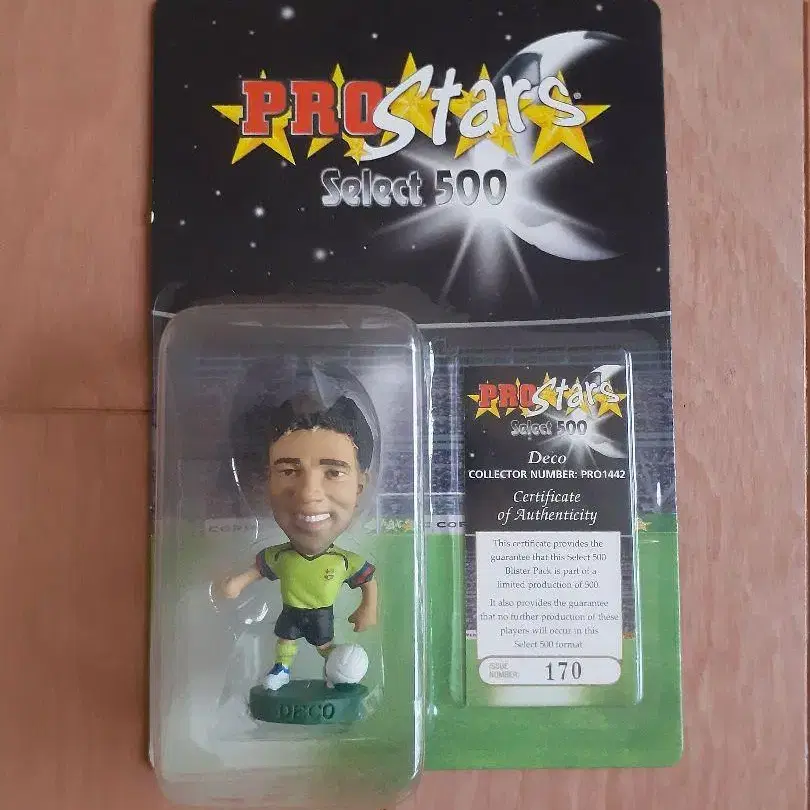 PROStars
Select 500
PROStars
Select 500
Deco
COLLECTOR NUMBER: PRO1442
Certificate
of Authenticity
This certificate provides the
guarantee that this Select 500
Blister Pack is part of a
limited production of 500.
It also provides the guarantee
that no further production of these
players will occur in this
Select 500 format
ISSUE
NUMBER:
170
DECO